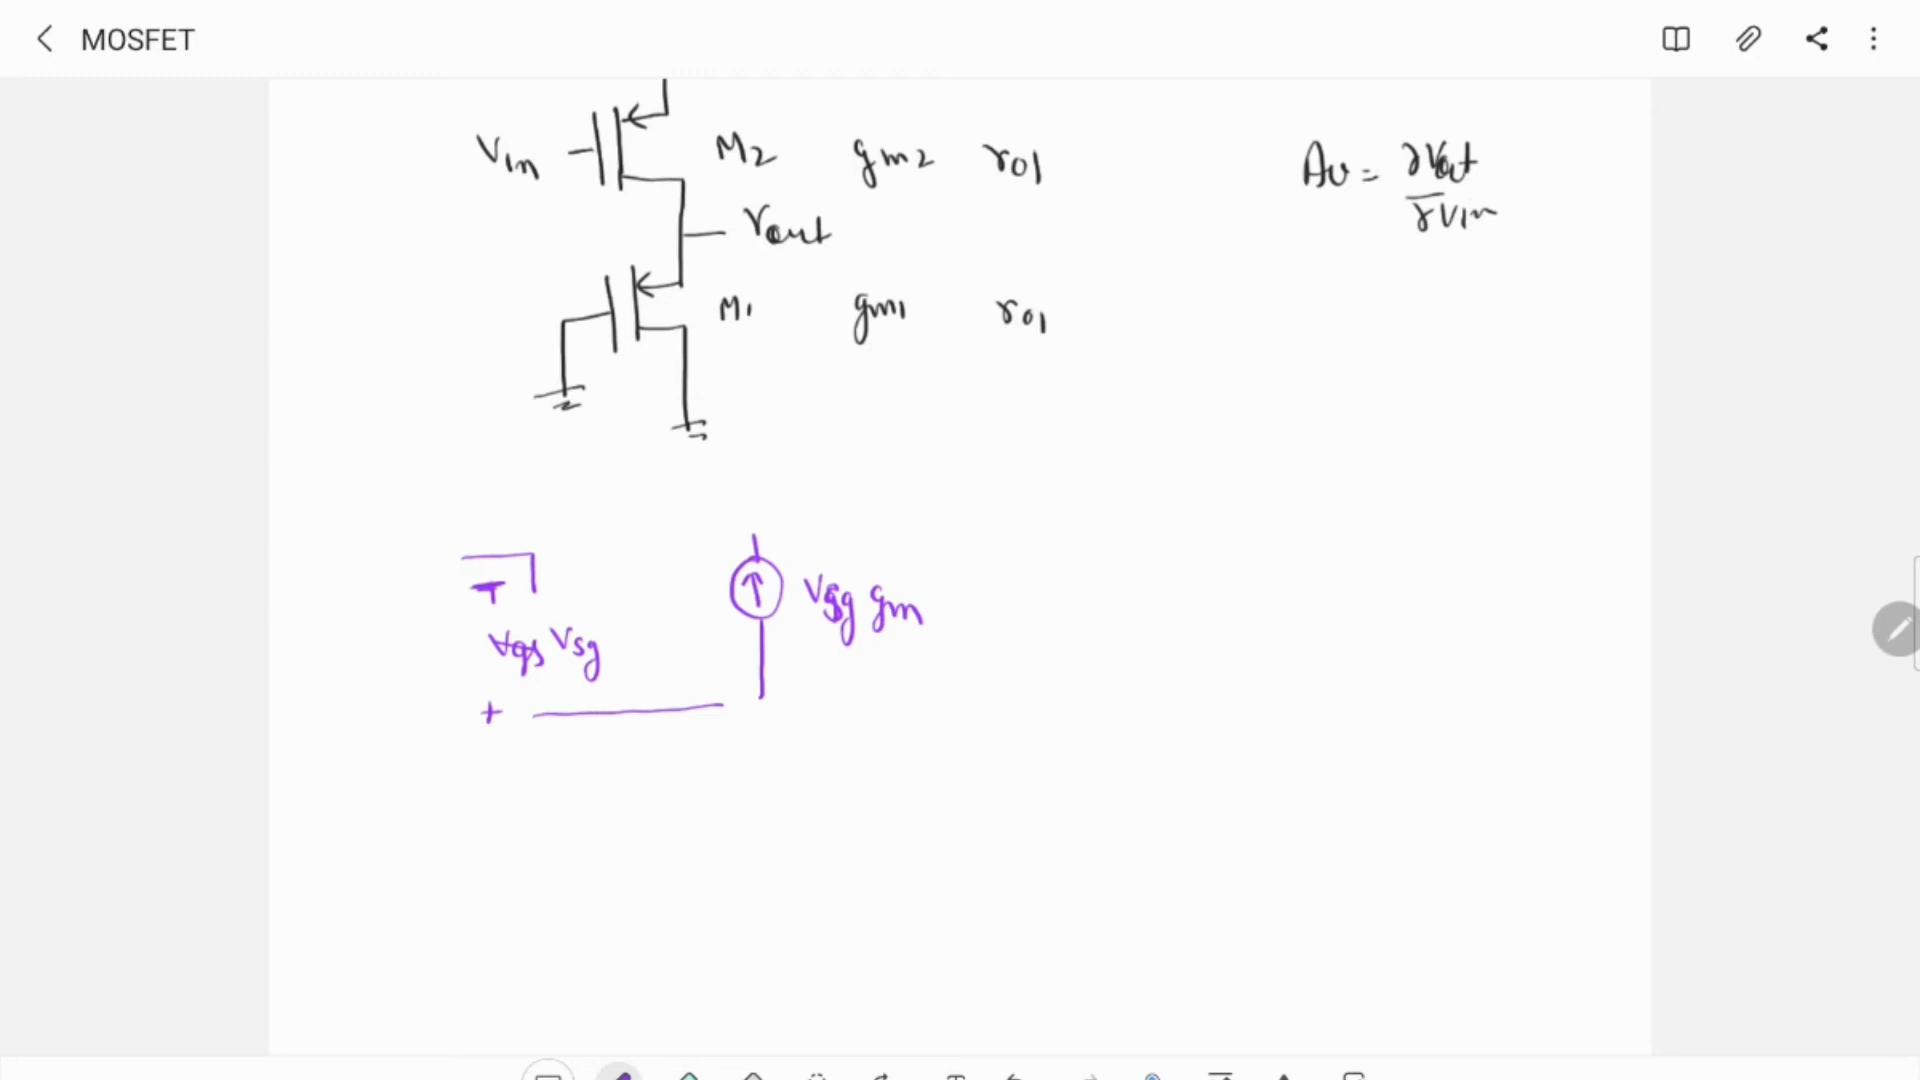 MOSFET
Vin M2 gm2 ro1
Vout
M1 gm1 ro1
Av = ∂Vout
∂Vin
Vsg gm
Vgs Vsg
+